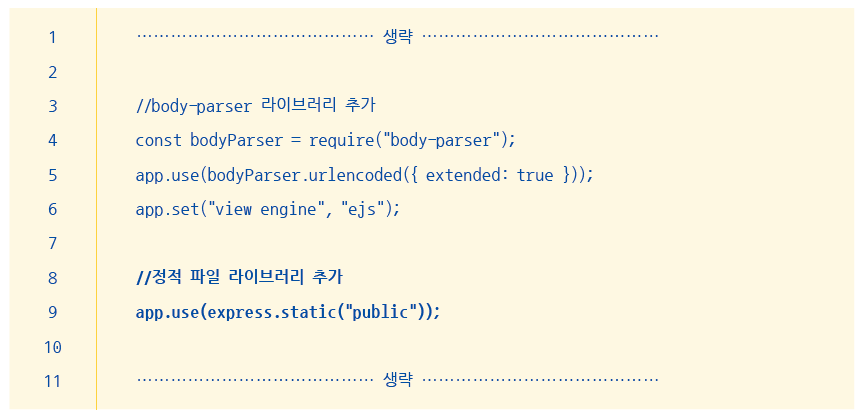 1 ………………………………… 생략 …………………………………
2
3 //body-parser 라이브러리 추가
4 const bodyParser = require("body-parser");
5 app.use(bodyParser.urlencoded({ extended: true }));
6 app.set("view engine", "ejs");
7
8 //정적 파일 라이브러리 추가
9 app.use(express.static("public"));
10
11 ………………………………… 생략 …………………………………